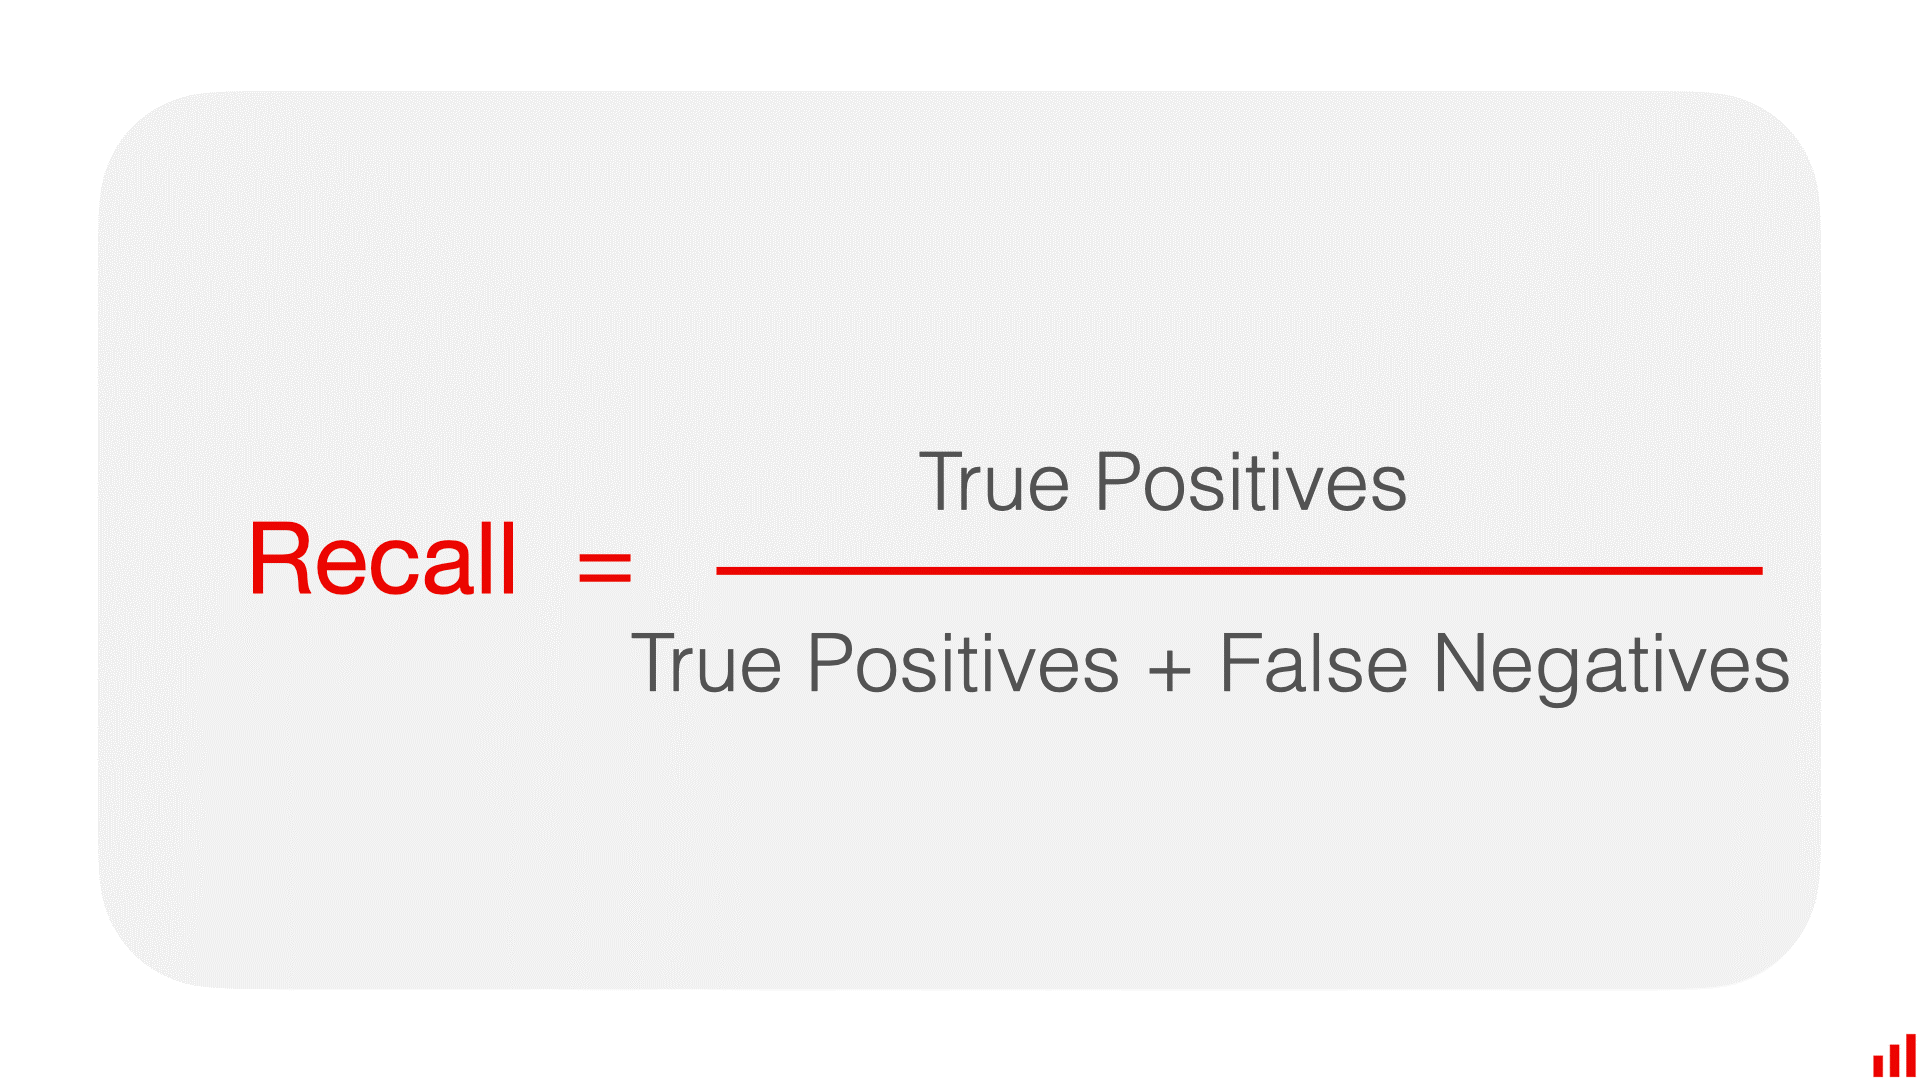 True Positives
Recall =
True Positives + False Negatives